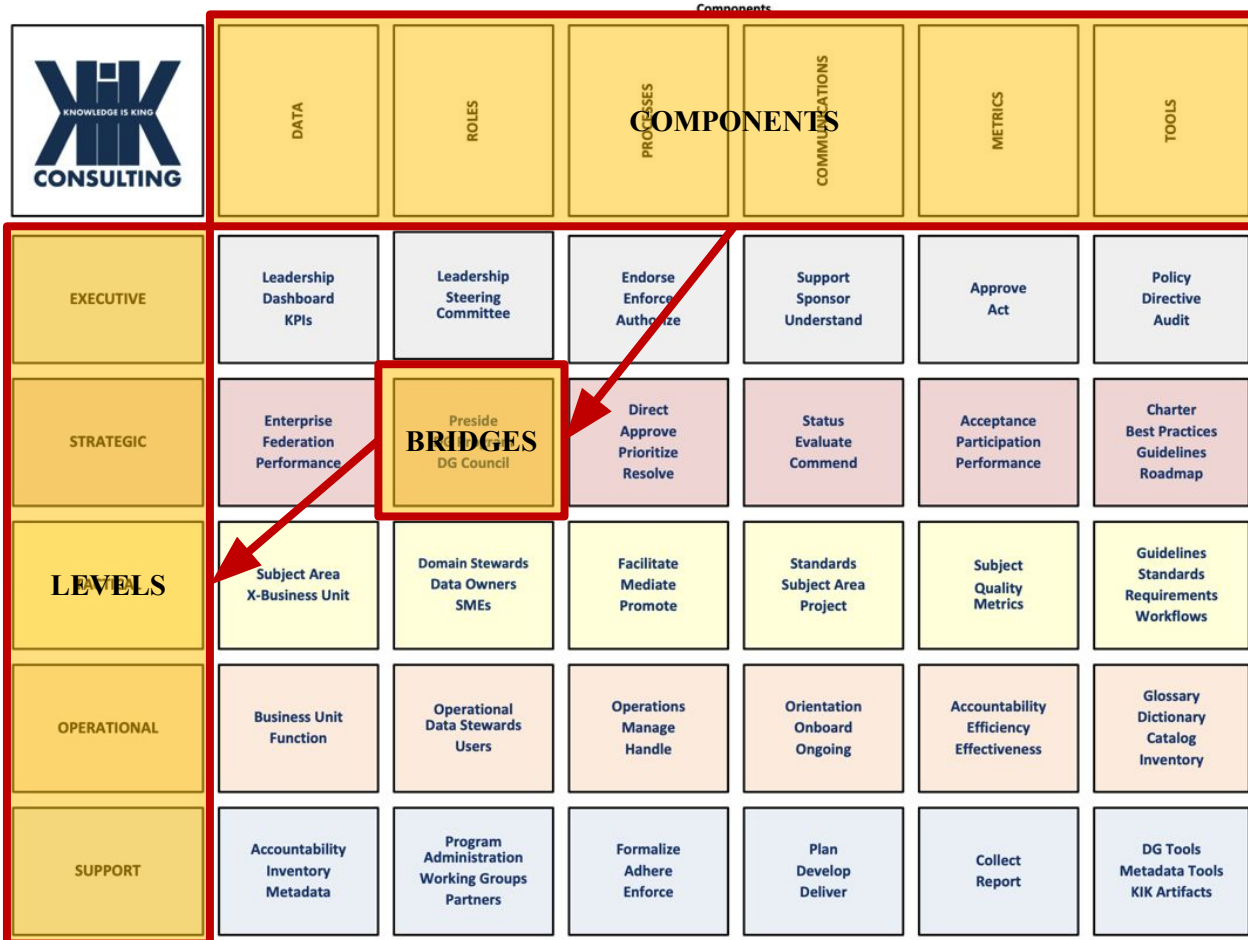 Components
KNOWLEDGE IS KING
KIK
CONSULTING
DATA
ROLES
PROCESSES
COMMUNICATIONS
METRICS
TOOLS
COMPONENTS
EXECUTIVE
Leadership
Dashboard
KPIs
Leadership
Steering
Committee
Endorse
Enforce
Authorize
Support
Sponsor
Understand
Approve
Act
Policy
Directive
Audit
STRATEGIC
Enterprise
Federation
Performance
Preside
DG Program
DG Council
BRIDGES
Direct
Approve
Prioritize
Resolve
Status
Evaluate
Commend
Acceptance
Participation
Performance
Charter
Best Practices
Guidelines
Roadmap
TACTICAL
LEVELS
Subject Area
X-Business Unit
Domain Stewards
Data Owners
SMEs
Facilitate
Mediate
Promote
Standards
Subject Area
Project
Subject
Quality
Metrics
Guidelines
Standards
Requirements
Workflows
OPERATIONAL
Business Unit
Function
Operational
Data Stewards
Users
Operations
Manage
Handle
Orientation
Onboard
Ongoing
Accountability
Efficiency
Effectiveness
Glossary
Dictionary
Catalog
Inventory
SUPPORT
Accountability
Inventory
Metadata
Program
Administration
Working Groups
Partners
Formalize
Adhere
Enforce
Plan
Develop
Deliver
Collect
Report
DG Tools
Metadata Tools
KIK Artifacts